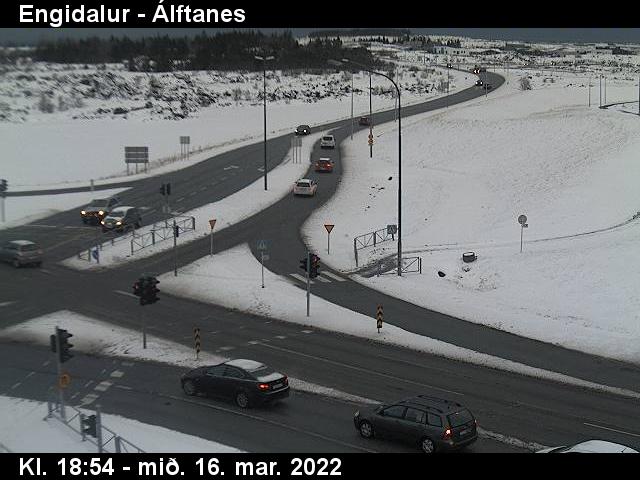 Engidalur - Álftanes
Kl. 18:54 - mið. 16. mar. 2022